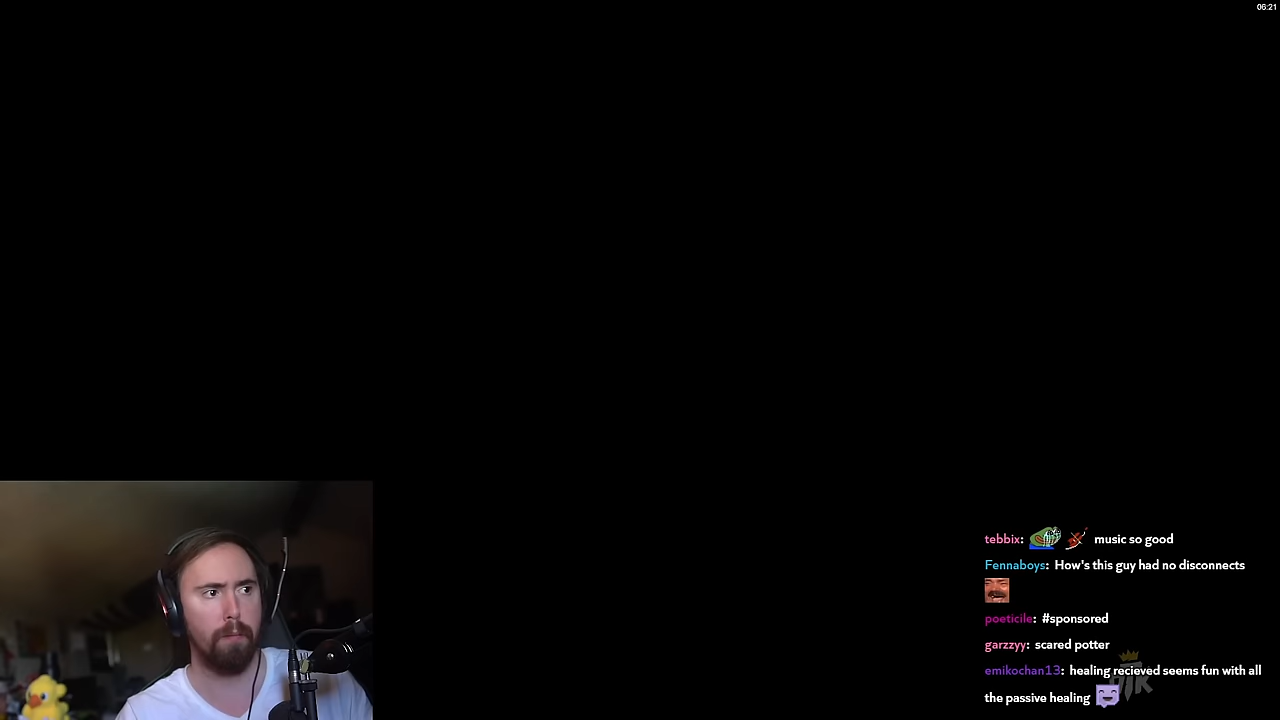 06:21
tebbix: music so good
Fennaboys: How's this guy had no disconnects
poeticile: #sponsored
garzzyy: scared potter
emikochan13: healing recieved seems fun with all
the passive healing